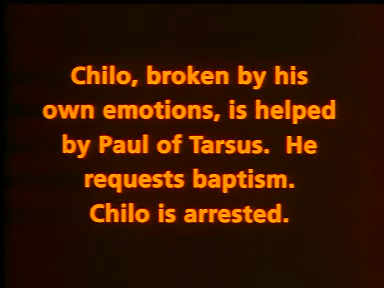 Chilo, broken by his
own emotions, is helped
by Paul of Tarsus.  He
requests baptism.
Chilo is arrested.